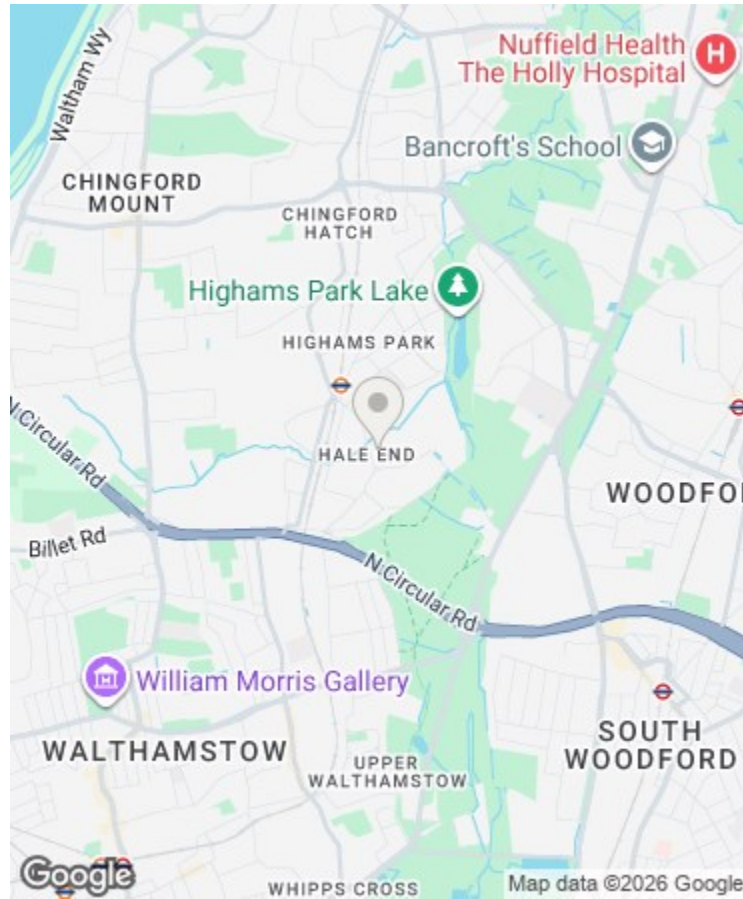 Waltham Wy
Nuffield Health
The Holly Hospital
H
Bancroft's School
CHINGFORD
MOUNT
CHINGFORD
HATCH
Highams Park Lake
HIGHAMS PARK
N Circular Rd
HALE END
WOODFO
Billet Rd
N Circular Rd
William Morris Gallery
SOUTH
WOODFORD
WALTHAMSTOW
UPPER
WALTHAMSTOW
Google
WHIPPS CROSS
Map data ©2026 Google